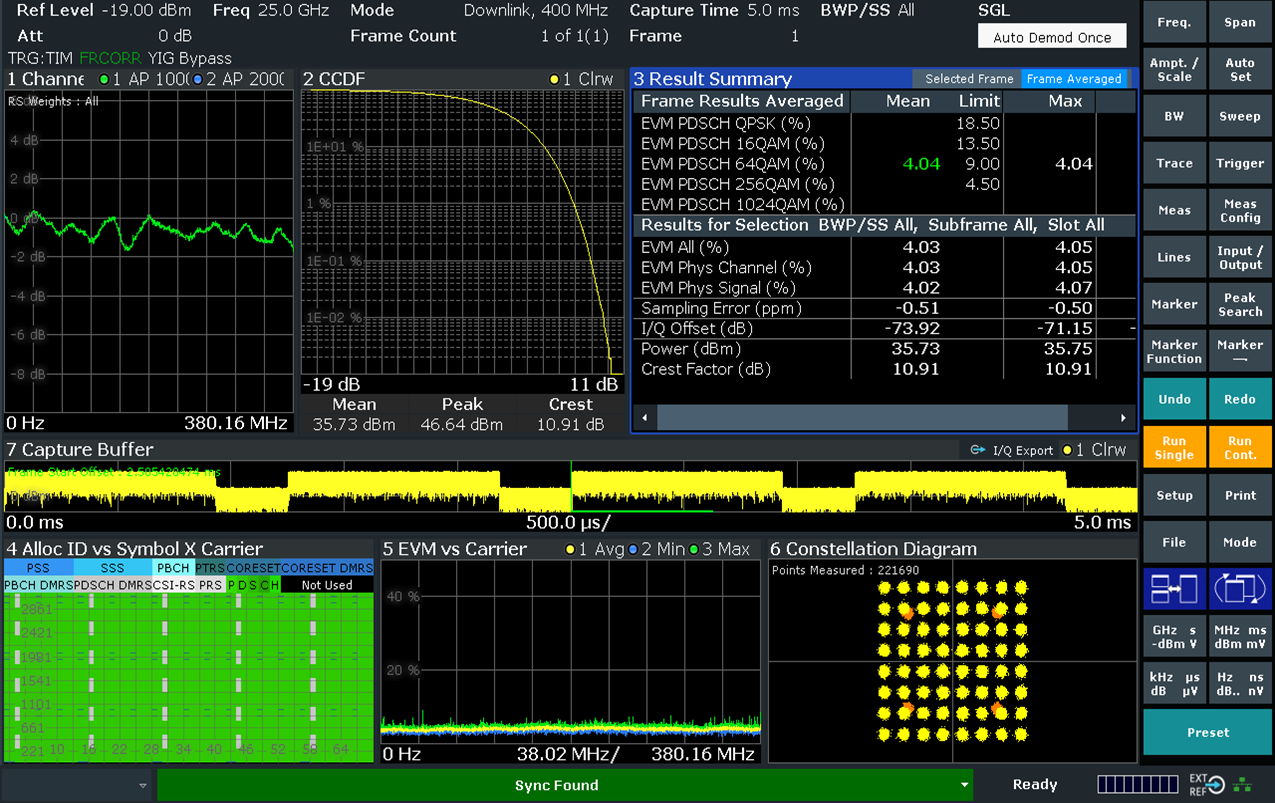 Ref Level -19.00 dBm Freq 25.0 GHz Mode Downlink, 400 MHz Capture Time 5.0 ms BWP/SS All SGL
Att 0 dB Frame Count 1 of 1(1) Frame 1 Auto Demod Once
TRG:TIM FRCORR YIG Bypass
1 Channe 1 AP 1000 2 AP 2000
RS Weights : All
4 dB
2 dB
0 dB
-2 dB
-4 dB
-6 dB
-8 dB
0 Hz 380.16 MHz
2 CCDF 1 Clrw
1E+01 %
1 %
1E-01 %
1E-02 %
-19 dB 11 dB
Mean Peak Crest
35.73 dBm 46.64 dBm 10.91 dB
3 Result Summary Selected Frame Frame Averaged
Frame Results Averaged Mean Limit Max
EVM PDSCH QPSK (%) 18.50
EVM PDSCH 16QAM (%) 13.50
EVM PDSCH 64QAM (%) 4.04 9.00 4.04
EVM PDSCH 256QAM (%) 4.50
EVM PDSCH 1024QAM (%)
Results for Selection BWP/SS All, Subframe All, Slot All
EVM All (%) 4.03 4.05
EVM Phys Channel (%) 4.03 4.05
EVM Phys Signal (%) 4.02 4.07
Sampling Error (ppm) -0.51 -0.50
I/Q Offset (dB) -73.92 -71.15 -
Power (dBm) 35.73 35.75
Crest Factor (dB) 10.91 10.91
7 Capture Buffer I/Q Export 1 Clrw
Frame Start Offset : 2.505420474 ms
0.0 ms 500.0 µs/ 5.0 ms
4 Alloc ID vs Symbol X Carrier
PSS SSS PBCH PTRS CORESET CORESET DMRS
PBCH DMRS PDSCH DMRS CSI-RS PRS PDSCH Not Used
2861
2421
1981
1541
1101
661
221 10 16 22 28 34 40 46 52 58 64
5 EVM vs Carrier 1 Avg 2 Min 3 Max
40 %
20 %
0 Hz 38.02 MHz/ 380.16 MHz
6 Constellation Diagram
Points Measured : 221690
Freq. Span
Ampt. / Scale Auto Set
BW Sweep
Trace Trigger
Meas Meas Config
Lines Input / Output
Marker Peak Search
Marker Function Marker →
Undo Redo
Run Single Run Cont.
Setup Print
File Mode
GHz s -dBm V MHz ms dBm mV
kHz µs dB µV Hz ns dB.. nV
Preset
Sync Found Ready EXT REF